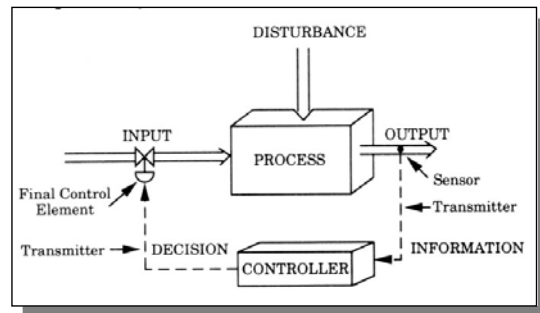 DISTURBANCE
INPUT
OUTPUT
PROCESS
Sensor
Final Control
Element
Transmitter
Transmitter
DECISION
INFORMATION
CONTROLLER